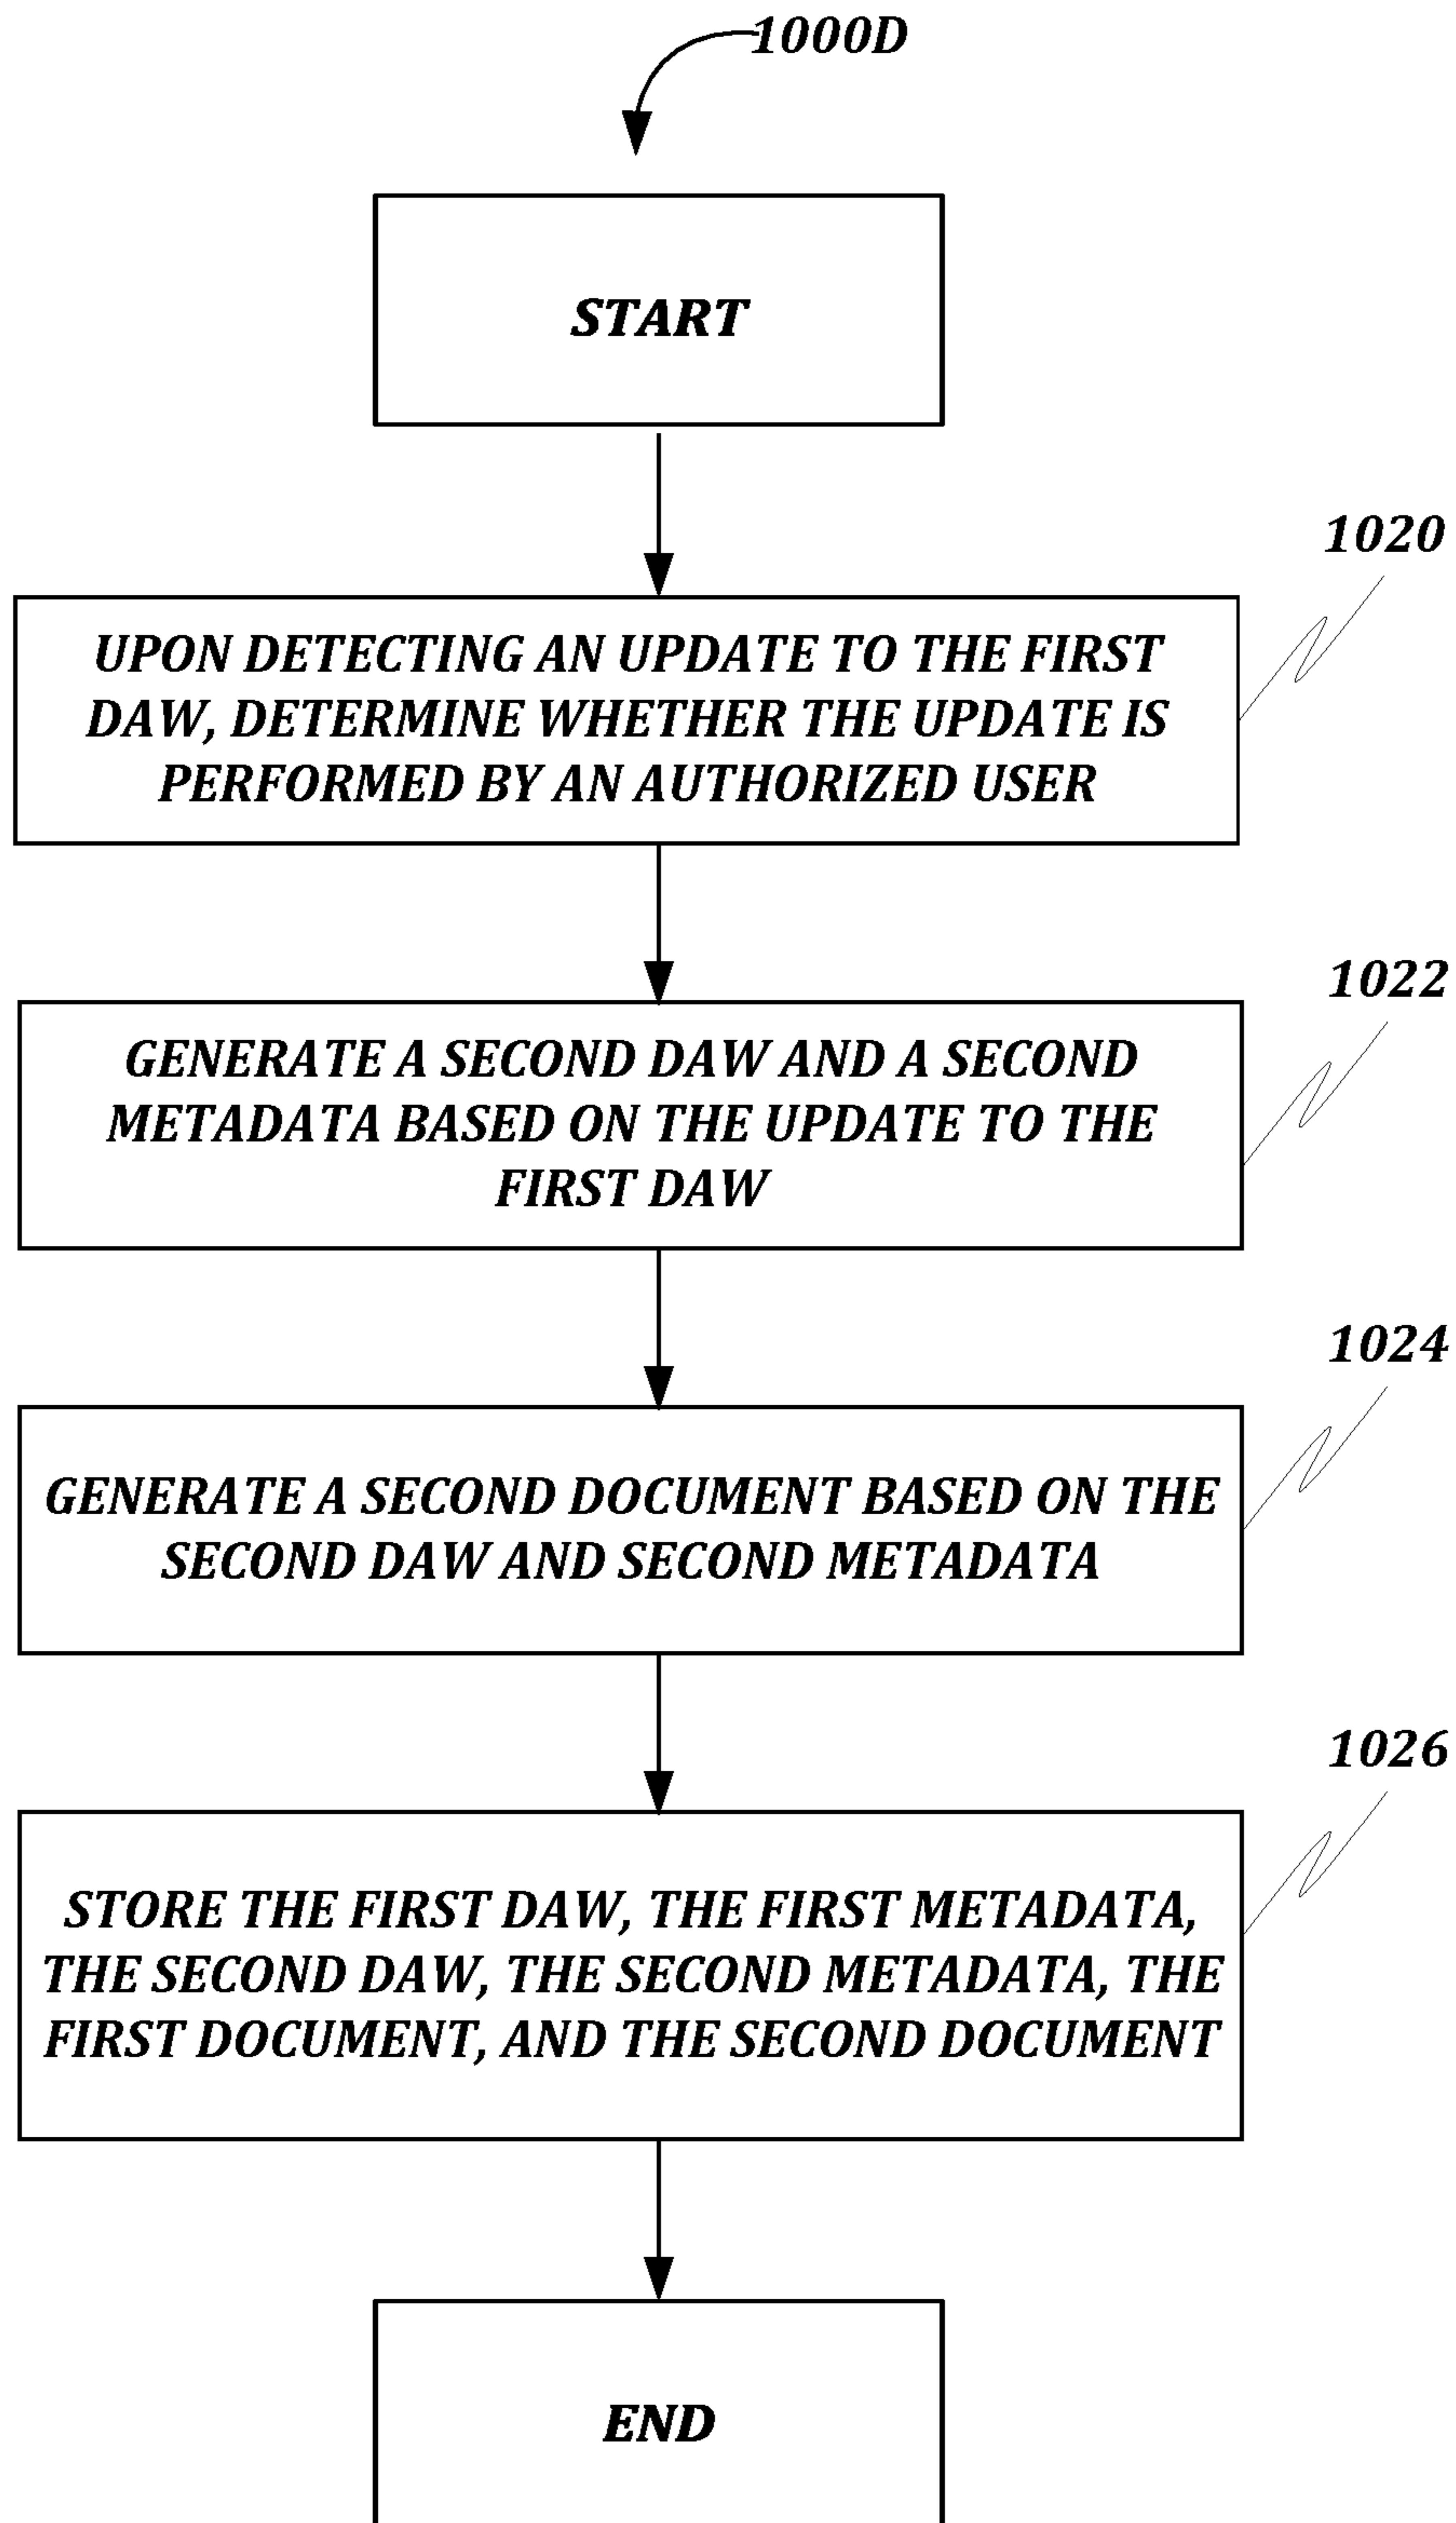 1000D
START
1020
UPON DETECTING AN UPDATE TO THE FIRST
DAW, DETERMINE WHETHER THE UPDATE IS
PERFORMED BY AN AUTHORIZED USER
1022
GENERATE A SECOND DAW AND A SECOND
METADATA BASED ON THE UPDATE TO THE
FIRST DAW
1024
GENERATE A SECOND DOCUMENT BASED ON THE
SECOND DAW AND SECOND METADATA
1026
STORE THE FIRST DAW, THE FIRST METADATA,
THE SECOND DAW, THE SECOND METADATA, THE
FIRST DOCUMENT, AND THE SECOND DOCUMENT
END